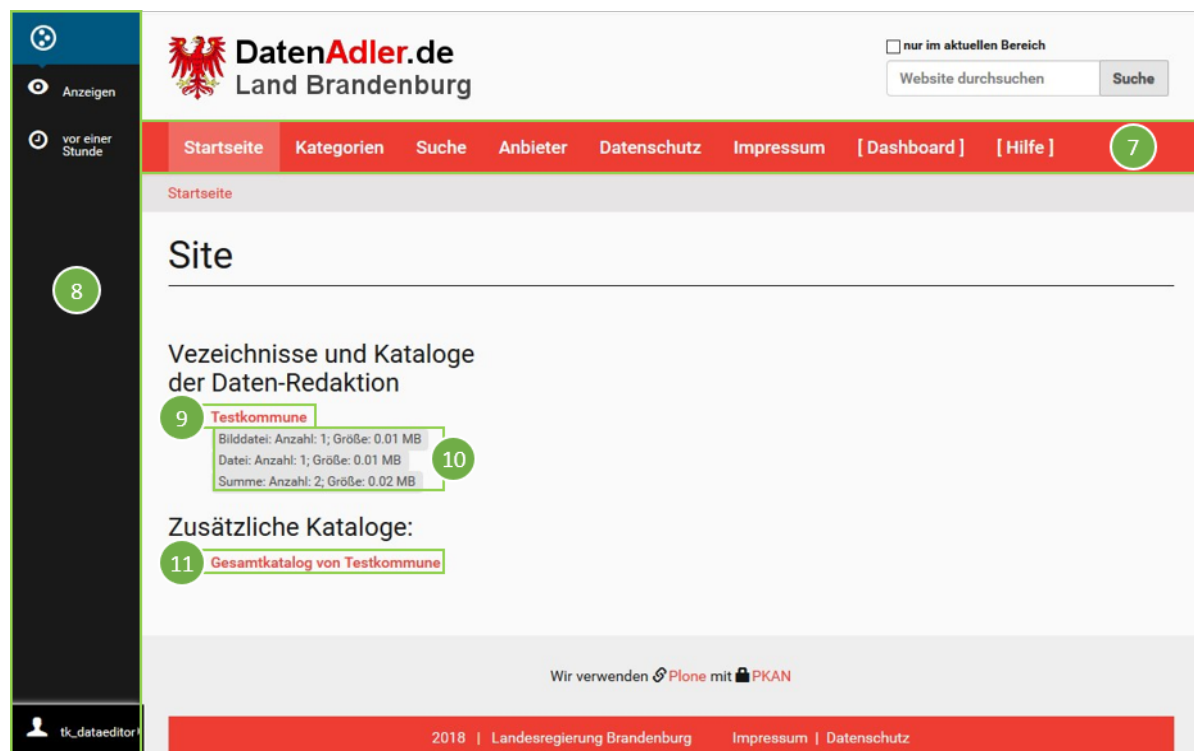 DatenAdler.de
Land Brandenburg
nur im aktuellen Bereich
Website durchsuchen
Suche
Anzeigen
vor einer
Stunde
Startseite
Kategorien
Suche
Anbieter
Datenschutz
Impressum
[ Dashboard ]
[ Hilfe ]
7
Startseite
Site
8
Vezeichnisse und Kataloge
der Daten-Redaktion
9
Testkommune
Bilddatei: Anzahl: 1; Größe: 0.01 MB
Datei: Anzahl: 1; Größe: 0.01 MB
Summe: Anzahl: 2; Größe: 0.02 MB
10
Zusätzliche Kataloge:
11
Gesamtkatalog von Testkommune
Wir verwenden Plone mit PKAN
tk_dataeditor
2018 | Landesregierung Brandenburg Impressum | Datenschutz